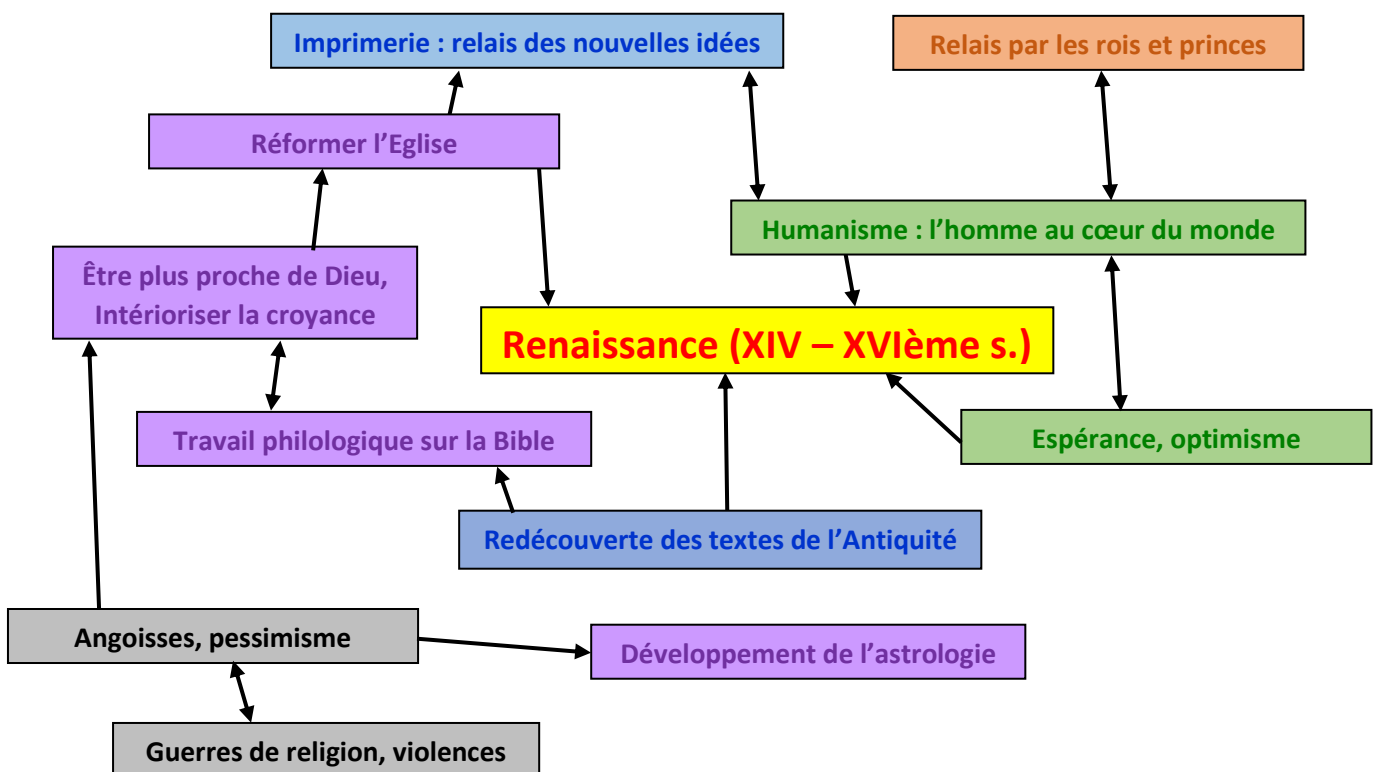 Imprimerie : relais des nouvelles idées
Relais par les rois et princes
Réformer l’Eglise
Humanisme : l’homme au cœur du monde
Être plus proche de Dieu,
Intérioriser la croyance
Renaissance (XIV – XVIème s.)
Travail philologique sur la Bible
Espérance, optimisme
Redécouverte des textes de l’Antiquité
Angoisses, pessimisme
Développement de l’astrologie
Guerres de religion, violences